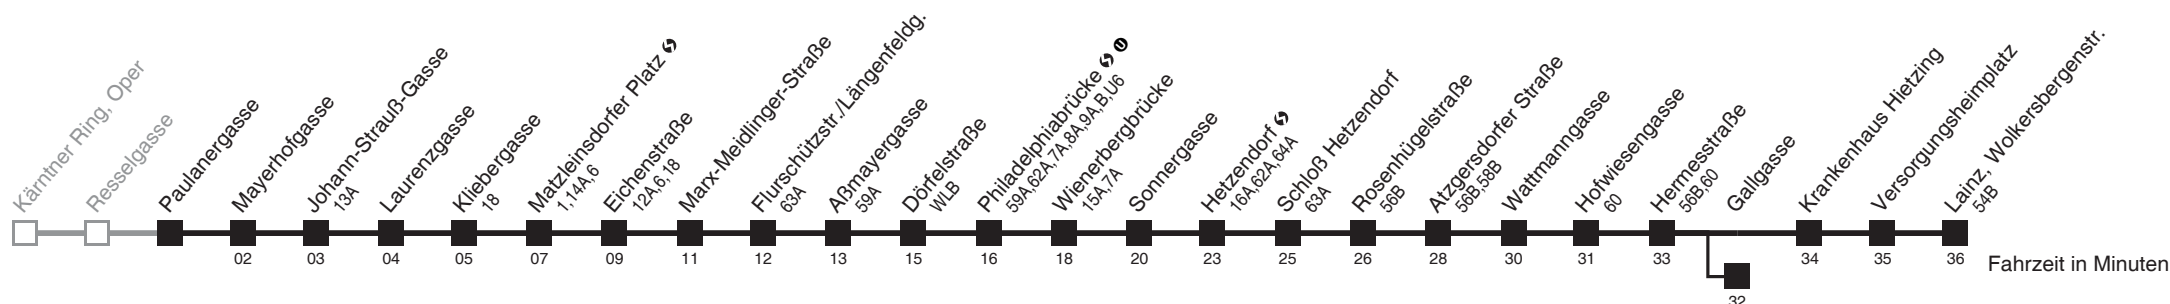 Kärntner Ring, Oper
Resselgasse
Paulanergasse
Mayerhofgasse
02
Johann-Strauß-Gasse
13A
03
Laurenzgasse
04
Kliebergasse
18
05
Matzleinsdorfer Platz
1,14A,6
07
Eichenstraße
12A,6,18
09
Marx-Meidlinger-Straße
11
Flurschützstr./Längenfeldg.
63A
12
Aßmayergasse
59A
13
Dörfelstraße
WLB
15
Philadelphiabrücke U
59A,62A,7A,8A,9A,B,U6
16
Wienerbergbrücke
15A,7A
18
Sonnergasse
20
Hetzendorf
16A,62A,64A
23
Schloß Hetzendorf
63A
25
Rosenhügelstraße
56B
26
Atzgersdorfer Straße
56B,58B
28
Wattmanngasse
30
Hofwiesengasse
60
31
Hermesstraße
56B,60
33
Gallgasse
32
Krankenhaus Hietzing
34
Versorgungsheimplatz
35
Lainz, Wolkersbergenstr.
54B
36
Fahrzeit in Minuten